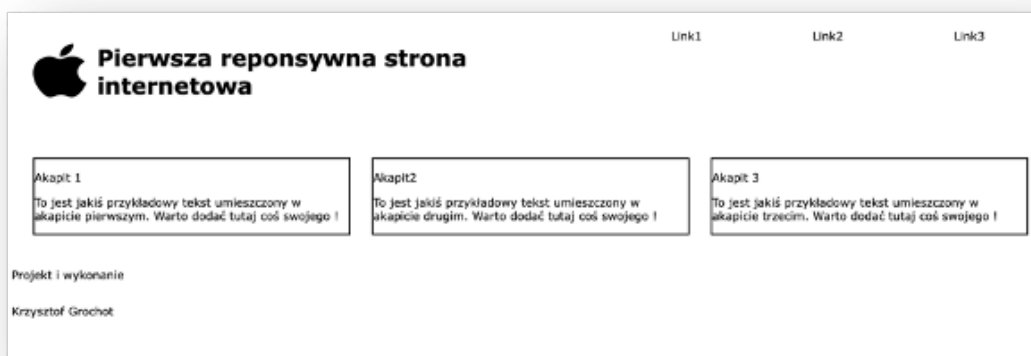 Link1 Link2 Link3
Pierwsza reponsywna strona
internetowa
Akapit 1
To jest jakiś przykładowy tekst umieszczony w
akapicie pierwszym. Warto dodać tutaj coś swojego !
Akapit2
To jest jakiś przykładowy tekst umieszczony w
akapicie drugim. Warto dodać tutaj coś swojego !
Akapit 3
To jest jakiś przykładowy tekst umieszczony w
akapicie trzecim. Warto dodać tutaj coś swojego !
Projekt i wykonanie
Krzysztof Grochot